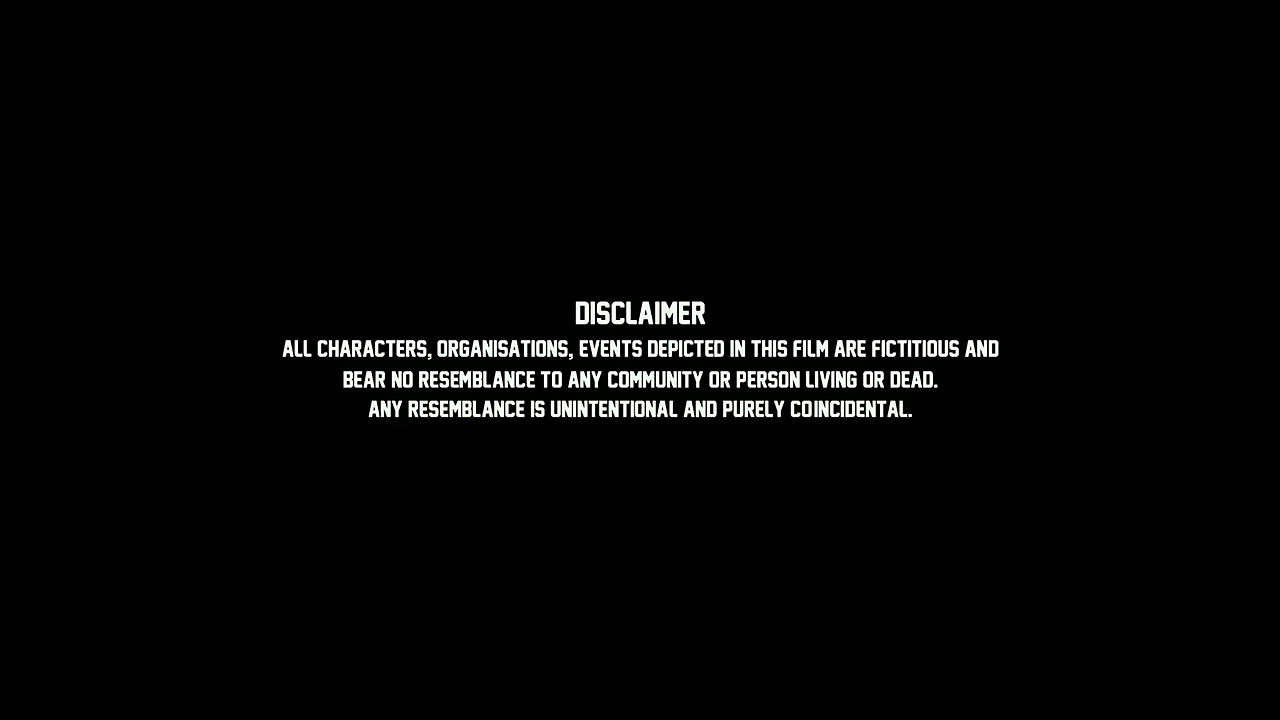 DISCLAIMER
ALL CHARACTERS, ORGANISATIONS, EVENTS DEPICTED IN THIS FILM ARE FICTITIOUS AND
BEAR NO RESEMBLANCE TO ANY COMMUNITY OR PERSON LIVING OR DEAD.
ANY RESEMBLANCE IS UNINTENTIONAL AND PURELY COINCIDENTAL.